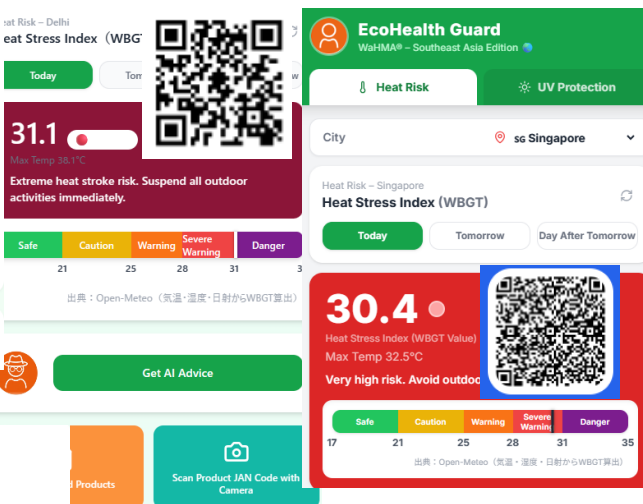 eat Risk – Delhi
eat Stress Index (WBG
Today
Tom
w
31.1
Max Temp 38.1°C
Extreme heat stroke risk. Suspend all outdoor
activities immediately.
Safe
Caution
Warning
Severe
Warning
Danger
21
25
28
31
3
出典：Open-Meteo（気温・湿度・日射からWBGT算出）
Get AI Advice
d Products
Scan Product JAN Code with
Camera
EcoHealth Guard
WaHMA® – Southeast Asia Edition
Heat Risk
UV Protection
City
SG Singapore
Heat Risk – Singapore
Heat Stress Index (WBGT)
Today
Tomorrow
Day After Tomorrow
30.4
Heat Stress Index (WBGT Value)
Max Temp 32.5°C
Very high risk. Avoid outdoo
Safe
Caution
Warning
Severe
Warning
Danger
17
21
25
28
31
35
出典：Open-Meteo（気温・湿度・日射からWBGT算出）